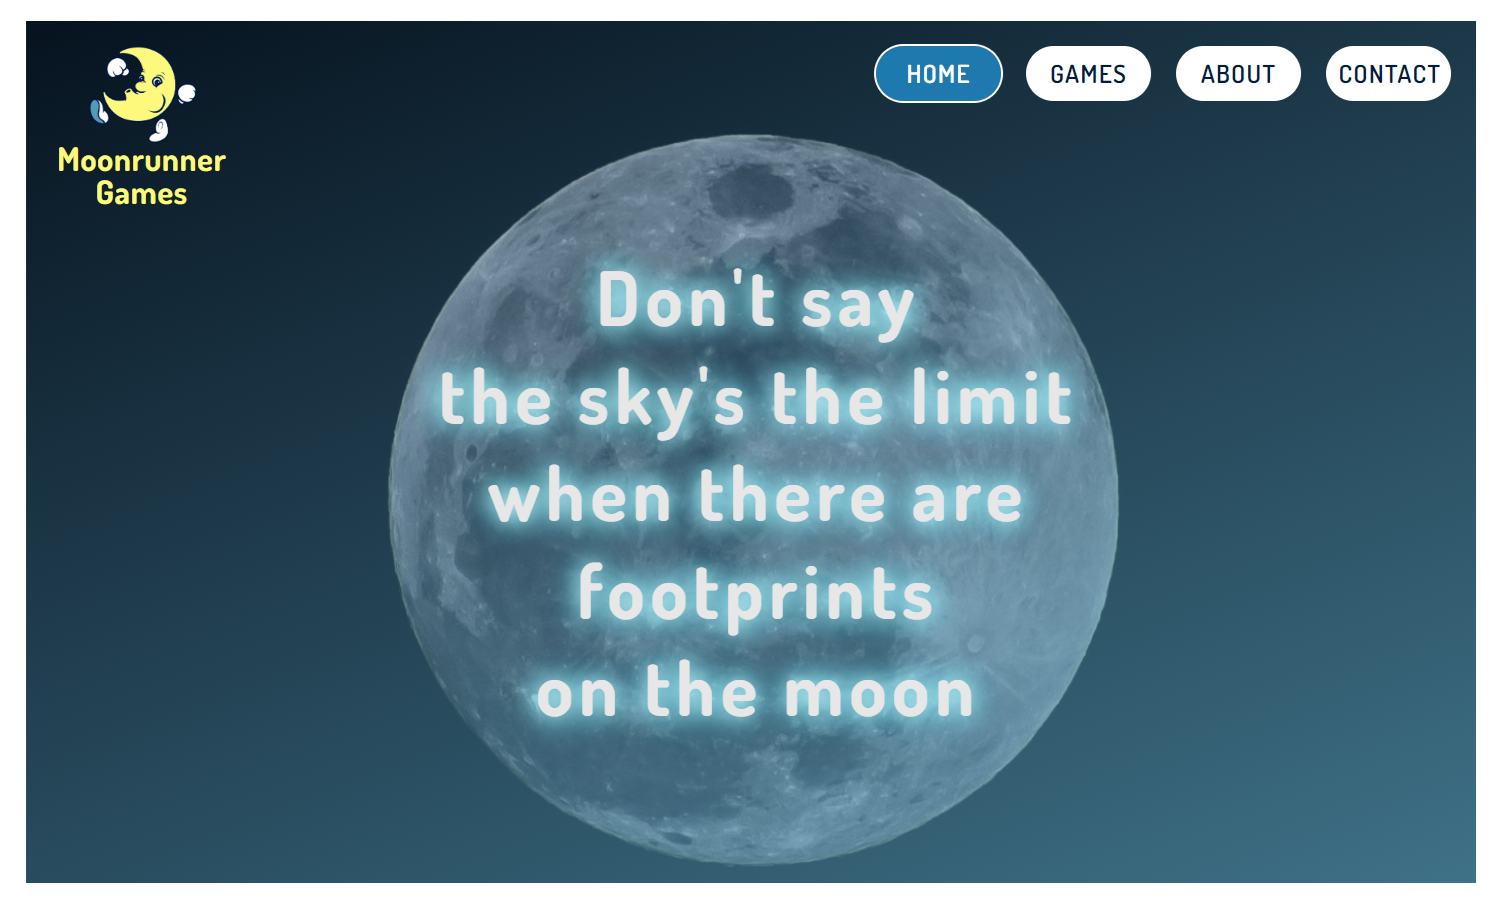 HOME GAMES ABOUT CONTACT
Moonrunner
Games
Don't say
the sky's the limit
when there are
footprints
on the moon